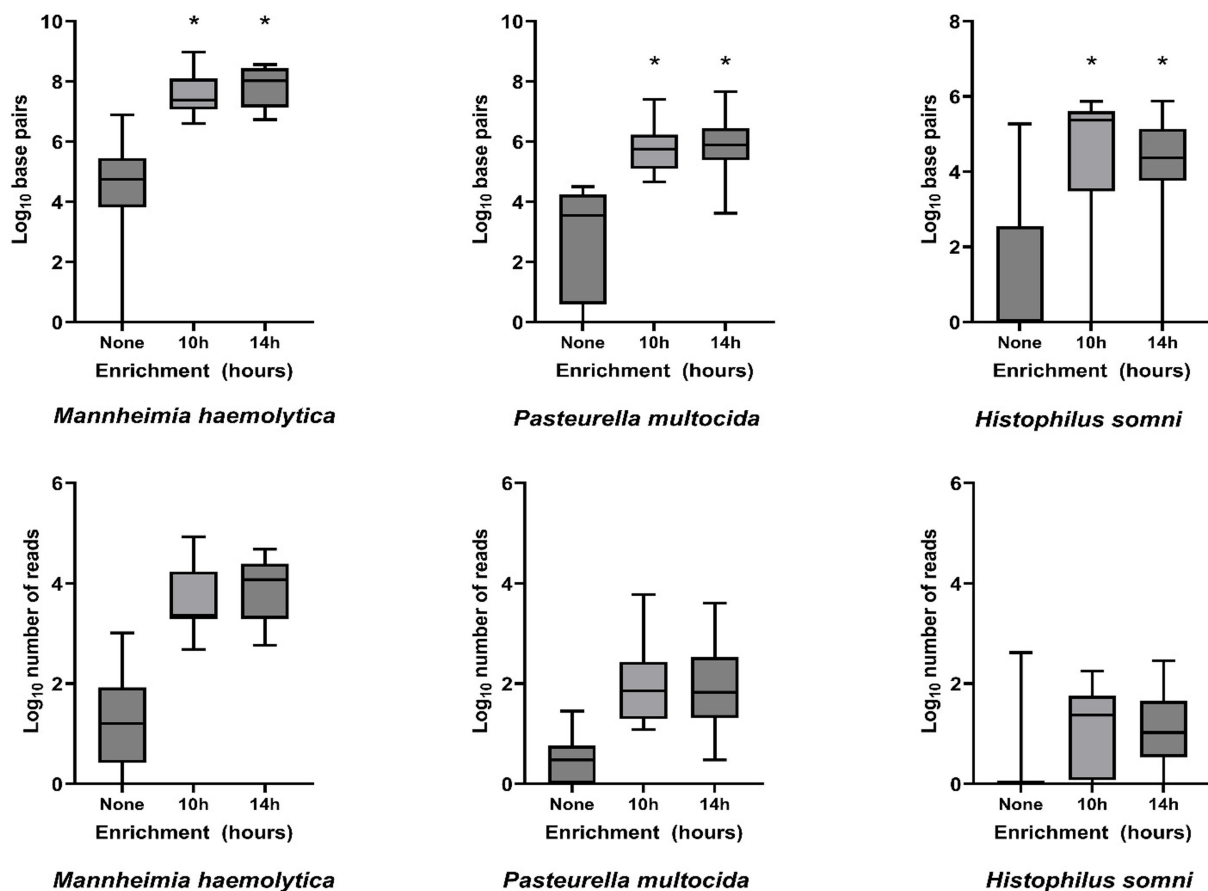 10
8
6
4
2
0
Log10 base pairs
* *
None 10h 14h
Enrichment (hours)
Mannheimia haemolytica
10
8
6
4
2
0
Log10 base pairs
* *
None 10h 14h
Enrichment (hours)
Pasteurella multocida
8
6
4
2
0
Log10 base pairs
* *
None 10h 14h
Enrichment (hours)
Histophilus somni
6
4
2
0
Log10 number of reads
None 10h 14h
Enrichment (hours)
Mannheimia haemolytica
6
4
2
0
Log10 number of reads
None 10h 14h
Enrichment (hours)
Pasteurella multocida
6
4
2
0
Log10 number of reads
None 10h 14h
Enrichment (hours)
Histophilus somni